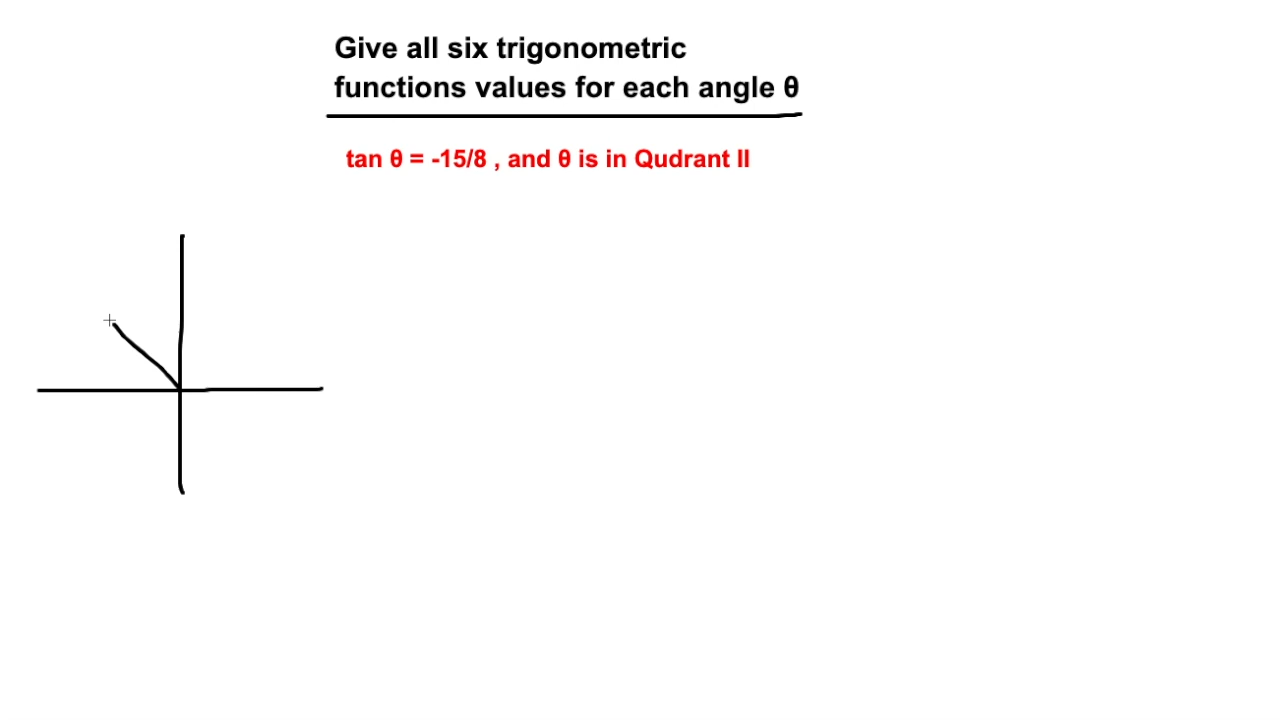 Give all six trigonometric
functions values for each angle θ
tan θ = -15/8 , and θ is in Qudrant II